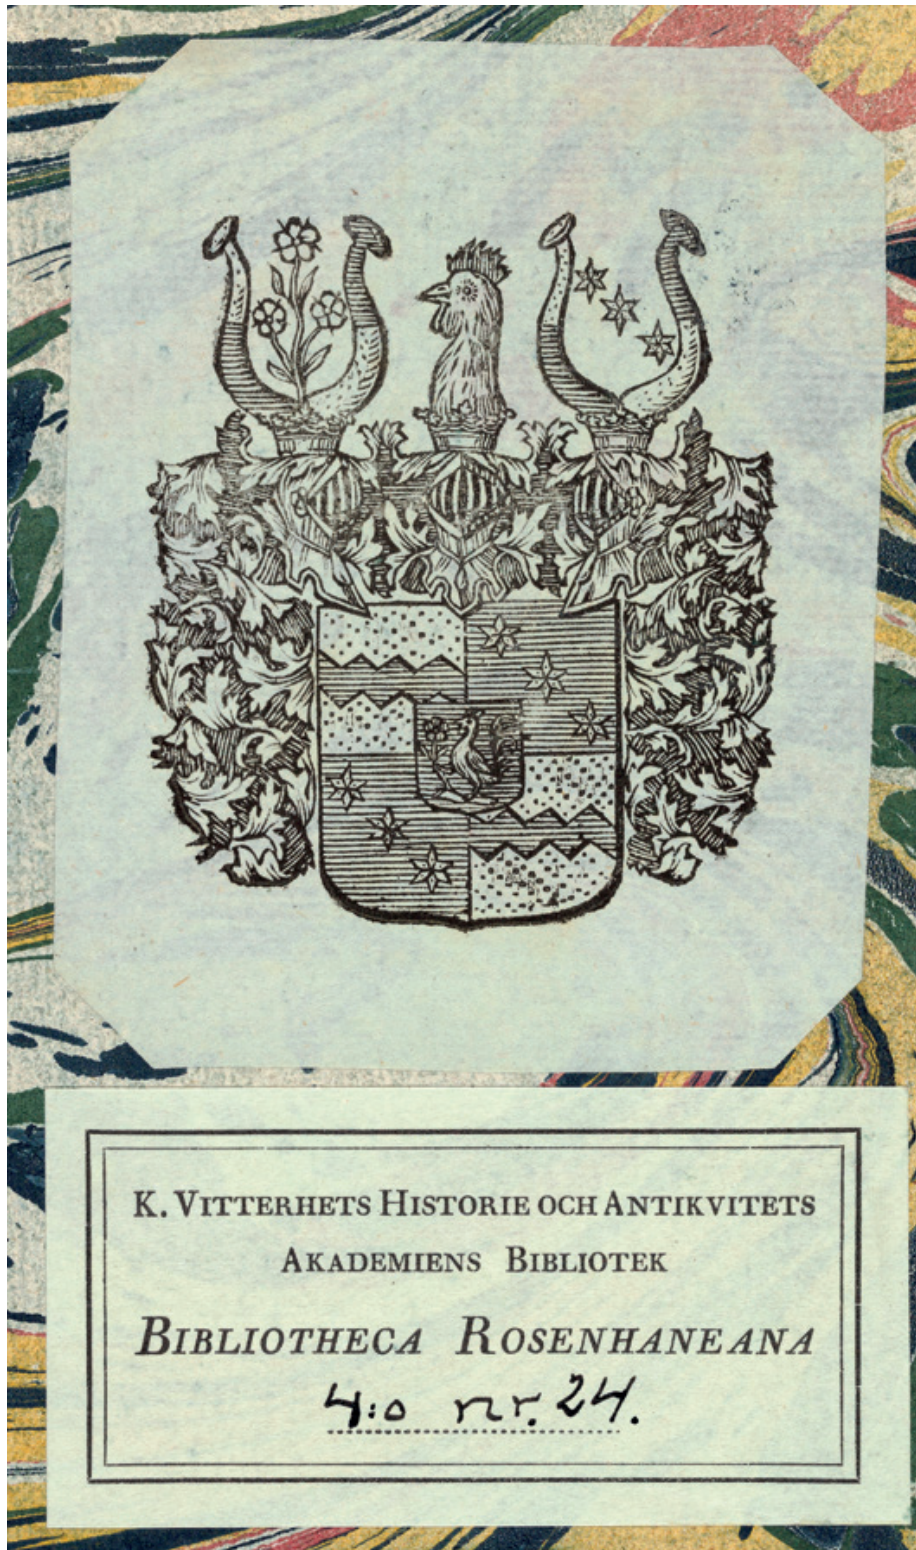 K. Vitterhets Historie och Antikvitets
Akademiens Bibliotek
Bibliotheca Rosenhaneana
4:o nr. 24.